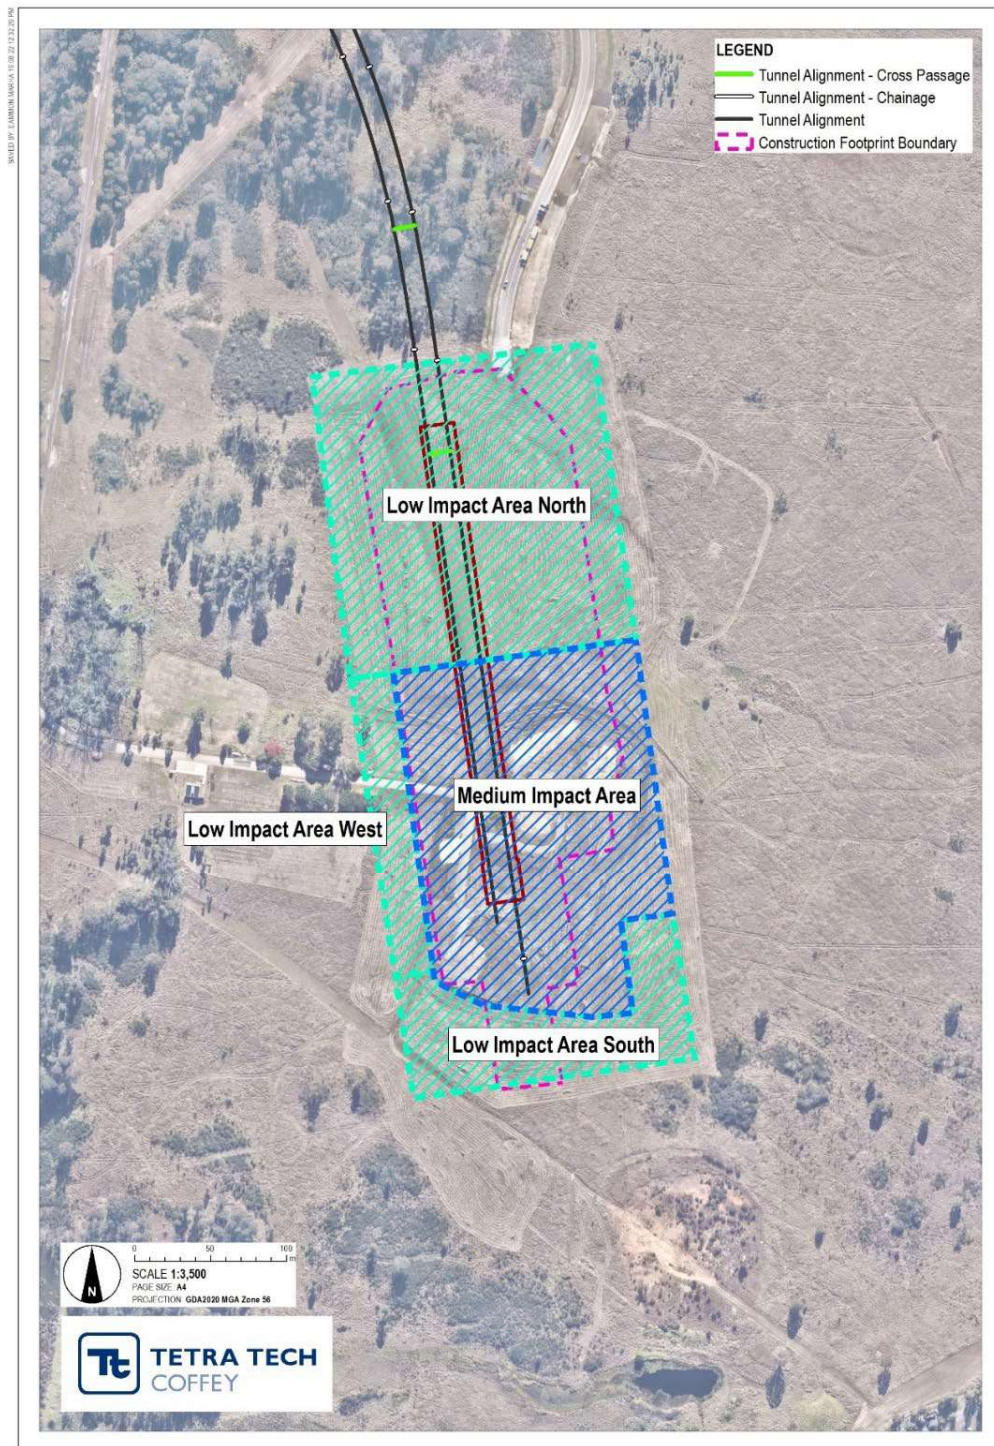 LEGEND
Tunnel Alignment - Cross Passage
Tunnel Alignment - Chainage
Tunnel Alignment
Construction Footprint Boundary
Low Impact Area North
Medium Impact Area
Low Impact Area West
Low Impact Area South
0 50 100
m
N
SCALE 1:3,500
PAGE SIZE: A4
PROJECTION: GDA2020 MGA Zone 56
Tt
TETRA TECH
COFFEY